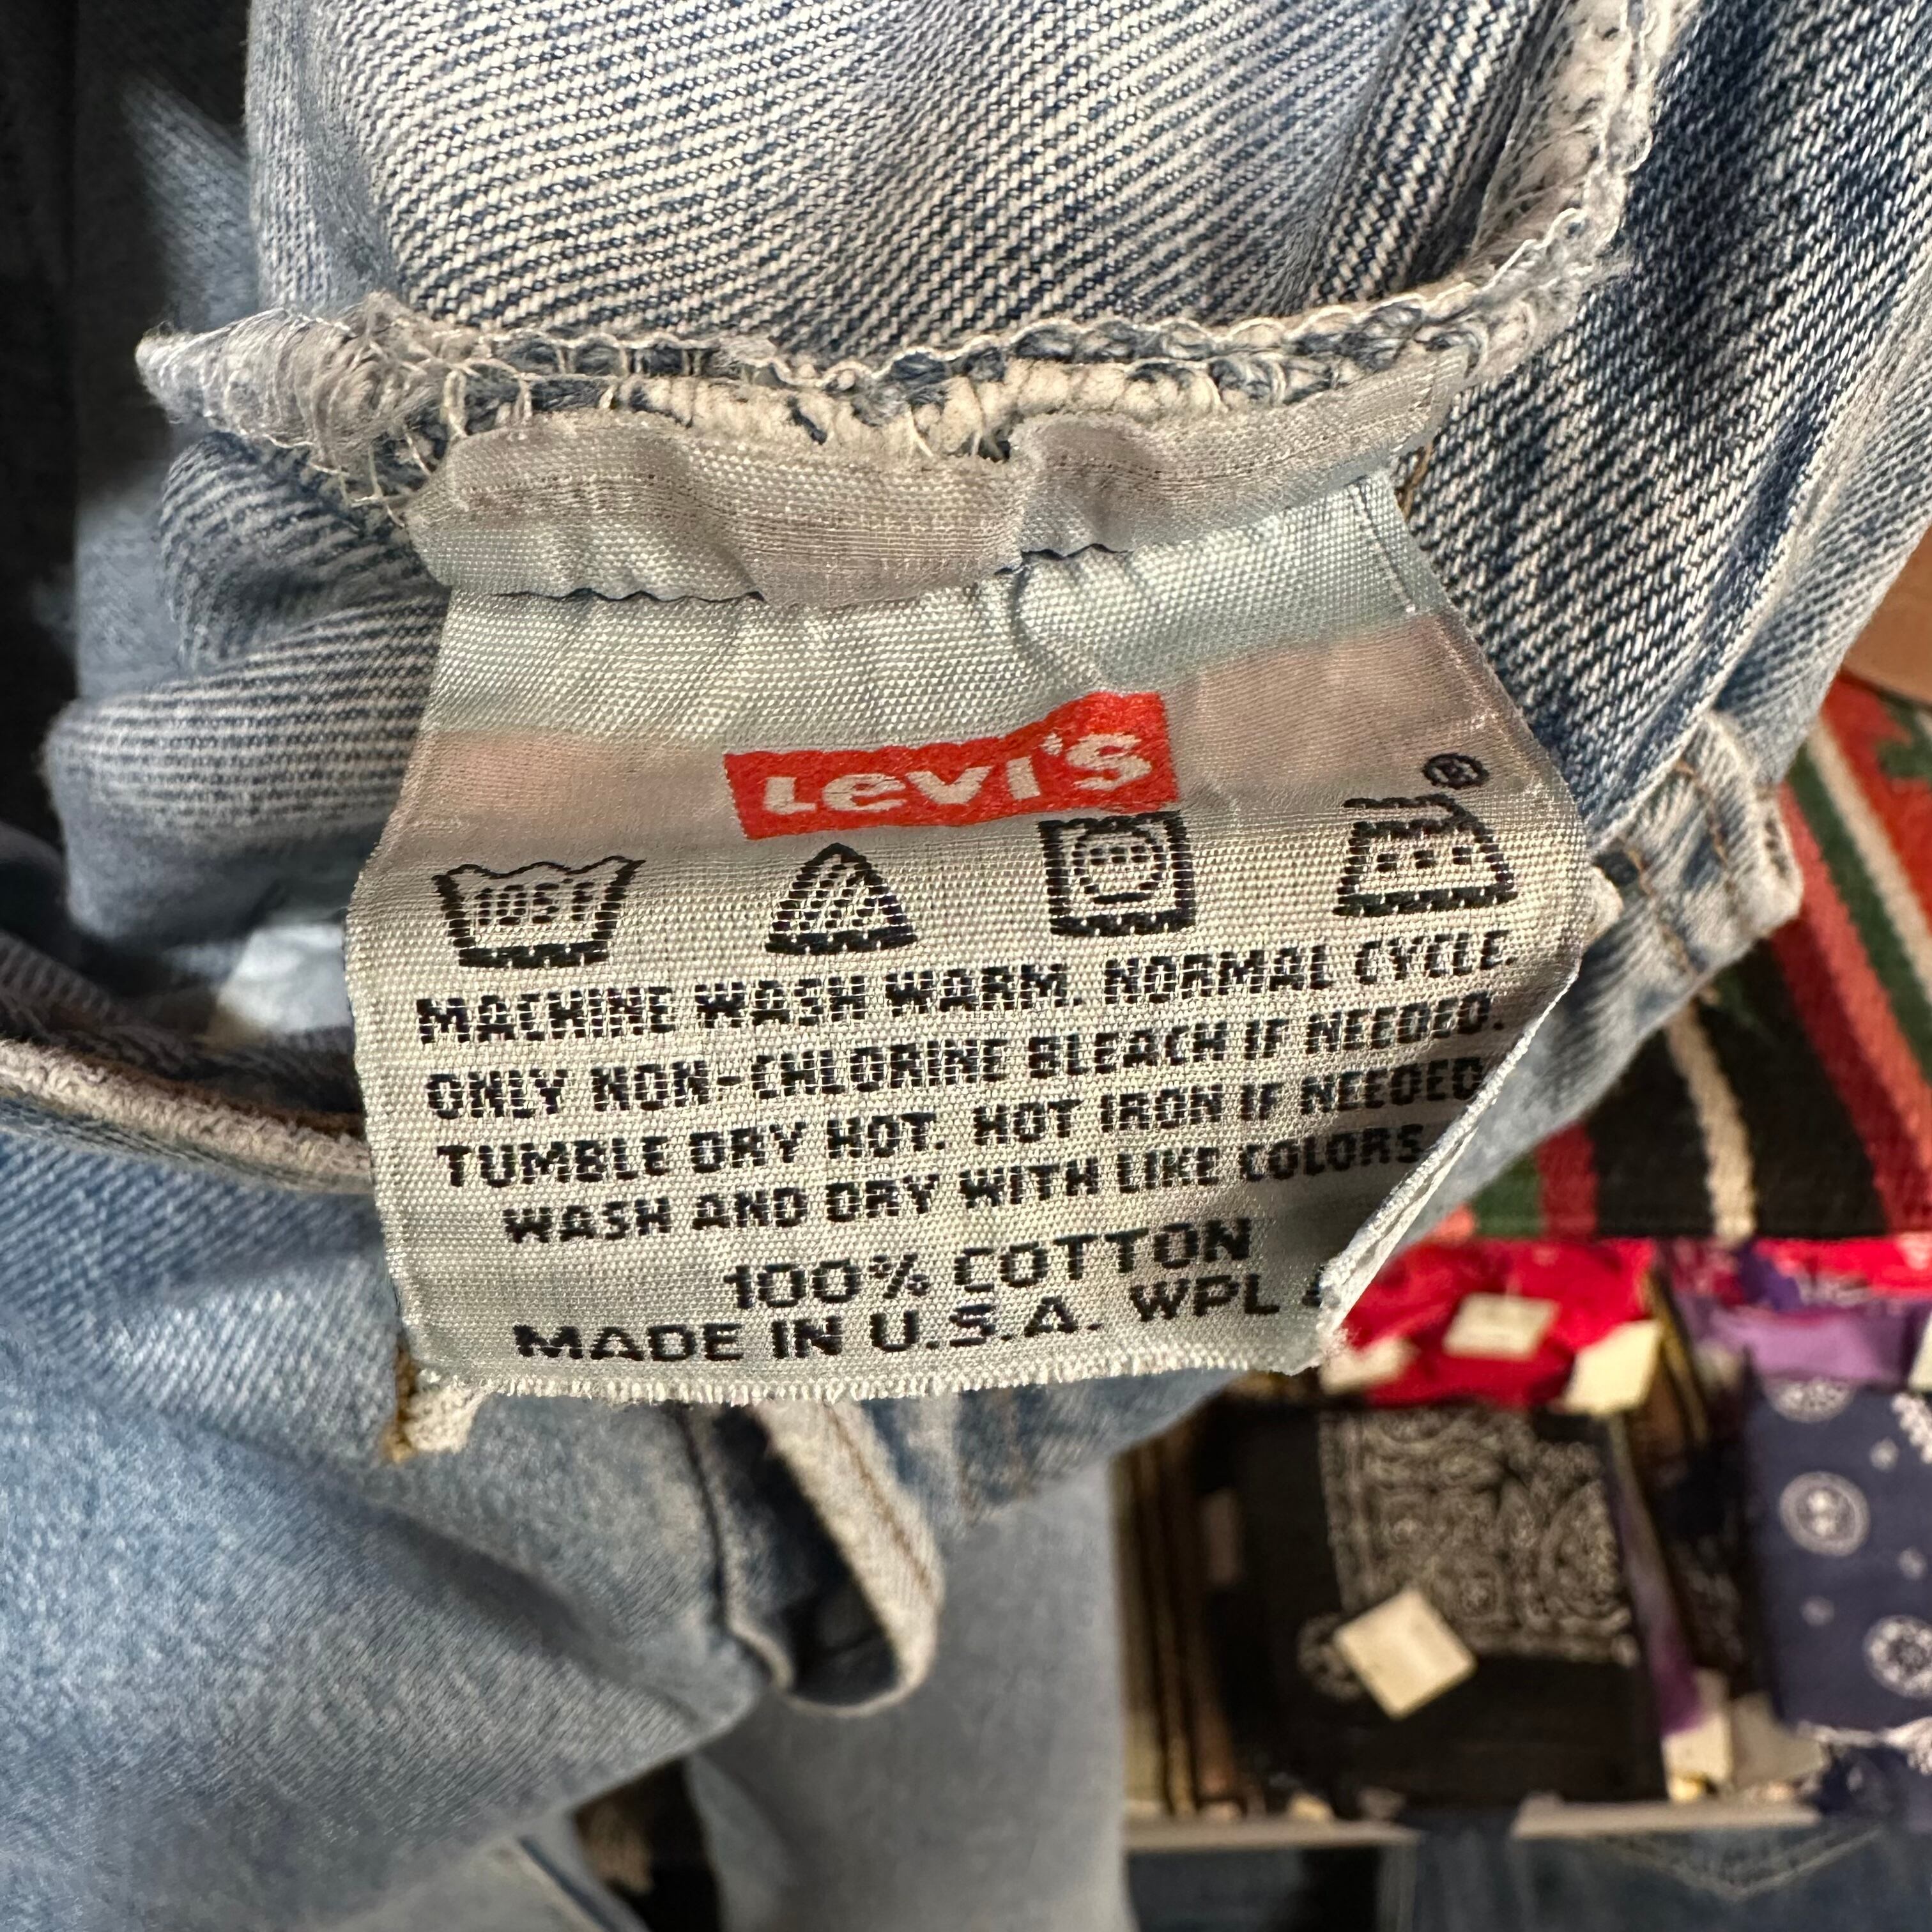 Levi's
®
105°F
MACHINE WASH WARM. NORMAL CYCLE.
ONLY NON-CHLORINE BLEACH IF NEEDED.
TUMBLE DRY HOT. HOT IRON IF NEEDED
WASH AND DRY WITH LIKE COLORS
100% COTTON
MADE IN U.S.A. WPL